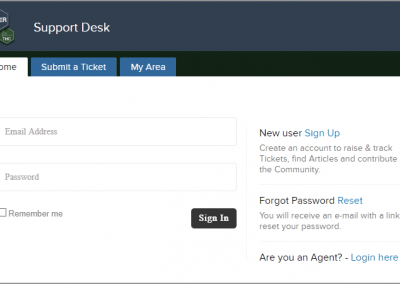 Support Desk
Submit a Ticket My Area
Email Address
Password
Remember me
Sign In
New user Sign Up
Create an account to raise & track
Tickets, find Articles and contribute
the Community.
Forgot Password Reset
You will receive an e-mail with a link
reset your password.
Are you an Agent? - Login here